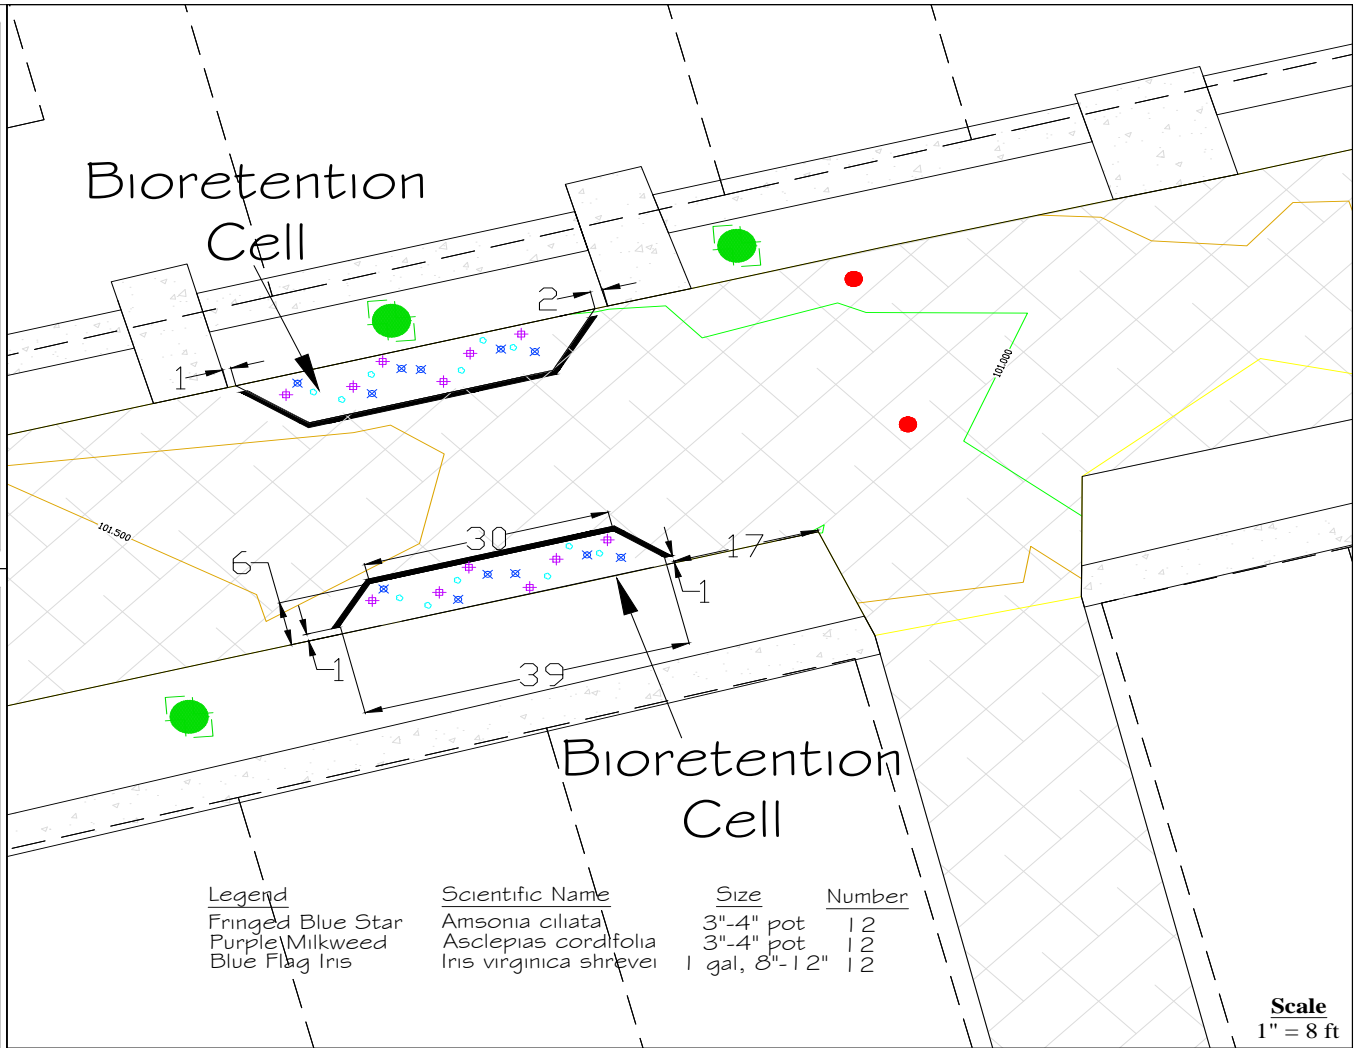 Bioretention
Cell
2
1
101.000
101.500
30
17
6
1
1
39
Bioretention
Cell
Legend Scientific Name Size Number
Fringed Blue Star Amsonia ciliata 3"-4" pot 12
Purple Milkweed Asclepias cordifolia 3"-4" pot 12
Blue Flag Iris Iris virginica shrevei 1 gal, 8"-12" 12
Scale
1" = 8 ft